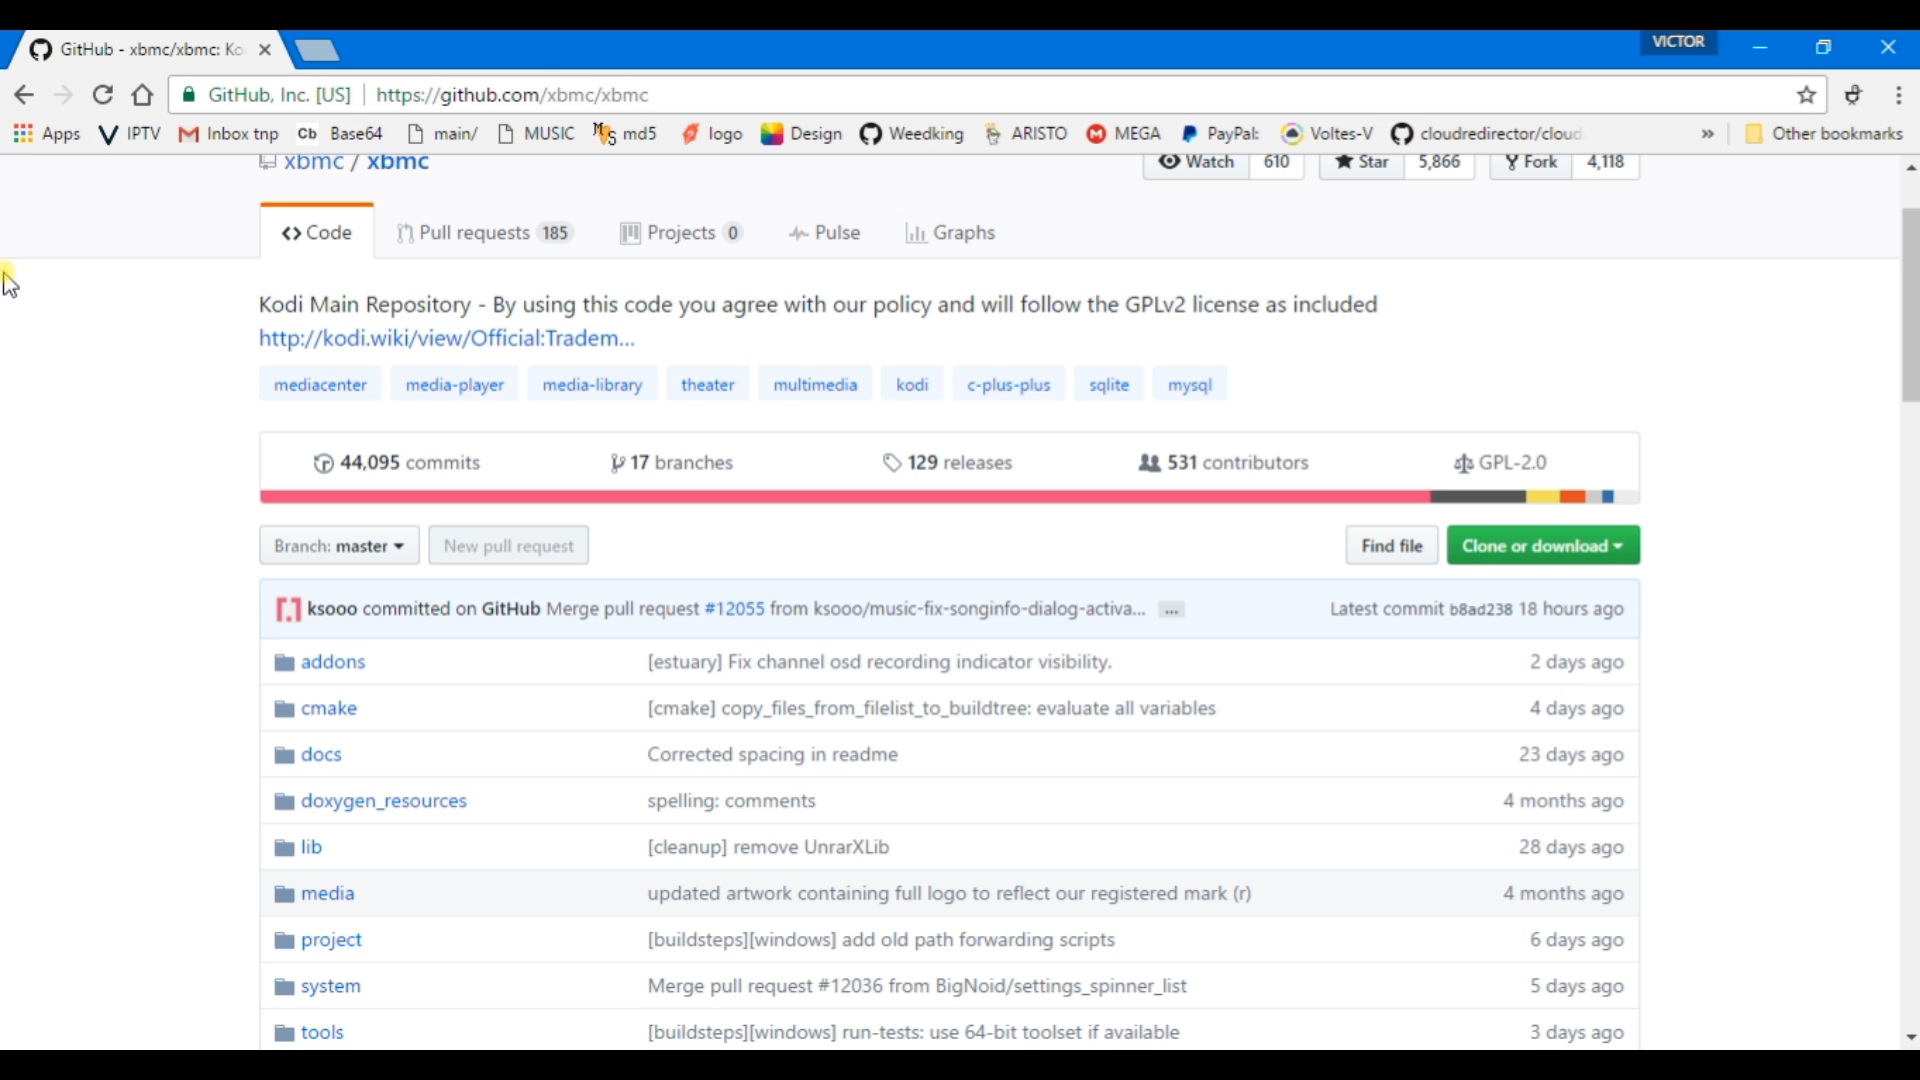 GitHub - xbmc/xbmc: Ko
VICTOR
GitHub, Inc. [US] https://github.com/xbmc/xbmc
Apps IPTV Inbox tnp Cb Base64 main/ MUSIC md5 logo Design Weedking ARISTO MEGA PayPal: Voltes-V cloudredirector/cloud » Other bookmarks
xbmc / xbmc Watch 610 Star 5,866 Fork 4,118
Code Pull requests 185 Projects 0 Pulse Graphs
Kodi Main Repository - By using this code you agree with our policy and will follow the GPLv2 license as included
http://kodi.wiki/view/Official:Tradem...
mediacenter media-player media-library theater multimedia kodi c-plus-plus sqlite mysql
44,095 commits 17 branches 129 releases 531 contributors GPL-2.0
Branch: master New pull request Find file Clone or download
ksooo committed on GitHub Merge pull request #12055 from ksooo/music-fix-songinfo-dialog-activa... ... Latest commit b8ad238 18 hours ago
addons [estuary] Fix channel osd recording indicator visibility. 2 days ago
cmake [cmake] copy_files_from_filelist_to_buildtree: evaluate all variables 4 days ago
docs Corrected spacing in readme 23 days ago
doxygen_resources spelling: comments 4 months ago
lib [cleanup] remove UnrarXLib 28 days ago
media updated artwork containing full logo to reflect our registered mark (r) 4 months ago
project [buildsteps][windows] add old path forwarding scripts 6 days ago
system Merge pull request #12036 from BigNoid/settings_spinner_list 5 days ago
tools [buildsteps][windows] run-tests: use 64-bit toolset if available 3 days ago